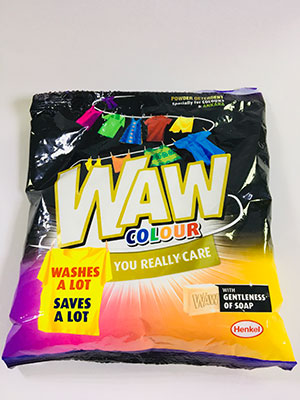 POWDER DETERGENT
Specially for COLOURS
& ANKARA
WAW
COLOUR
YOU REALLY CARE
WASHES
A LOT
SAVES
A LOT
WAW
WITH
GENTLENESS
OF SOAP
Henkel